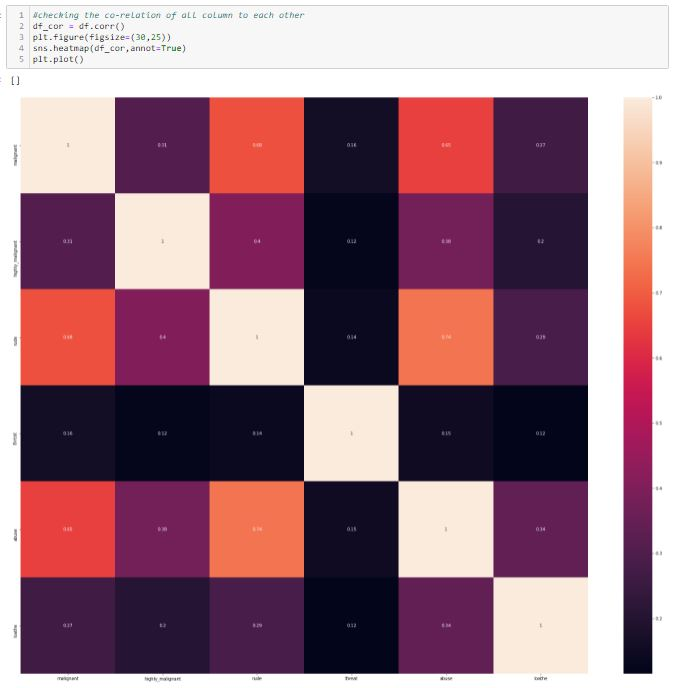 1 #checking the co-relation of all column to each other
2 df_cor = df.corr()
3 plt.figure(figsize=(30,25))
4 sns.heatmap(df_cor,annot=True)
5 plt.plot()
[]
1.0
malignant 1 0.31 0.68 0.16 0.65 0.27
0.9
0.8
highly_malignant 0.31 1 0.4 0.12 0.38 0.2
0.7
rude 0.68 0.4 1 0.14 0.74 0.29
0.6
0.5
threat 0.16 0.12 0.14 1 0.15 0.12
0.4
abuse 0.65 0.38 0.74 0.15 1 0.34
0.3
0.2
loathe 0.27 0.2 0.29 0.12 0.34 1
malignant highly_malignant rude threat abuse loathe